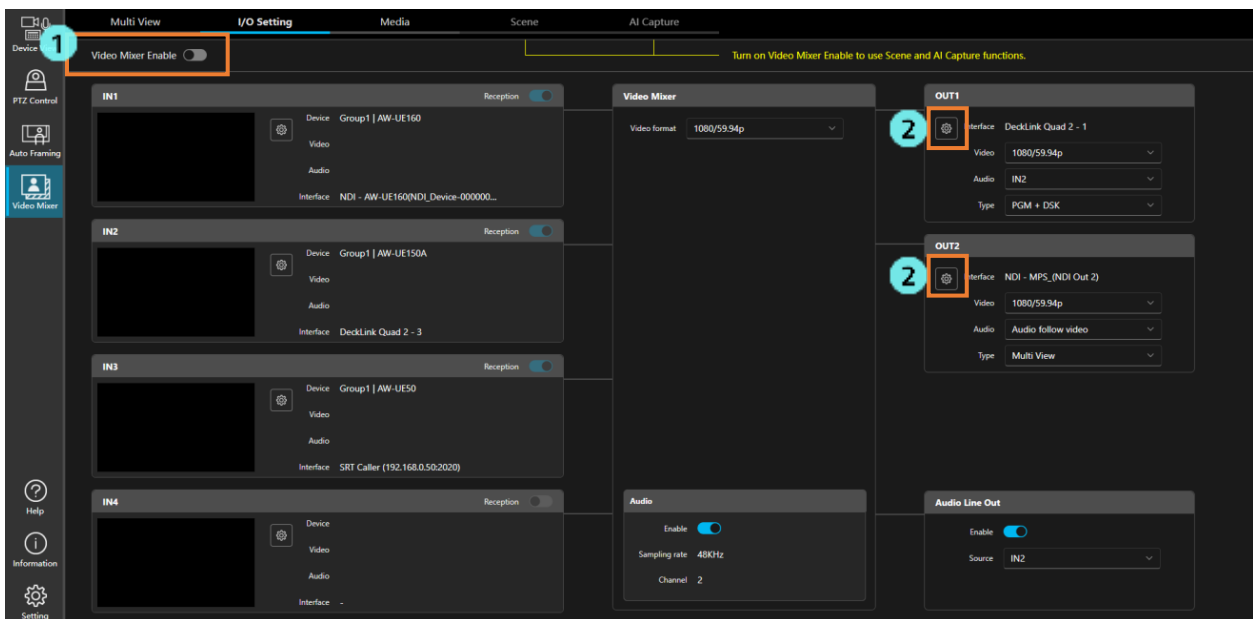 Multi View
I/O Setting
Media
Scene
AI Capture
Device
1
Video Mixer Enable
Turn on Video Mixer Enable to use Scene and AI Capture functions.
PTZ Control
Auto Framing
Video Mixer
Help
Information
Setting
IN1
Reception
Device Group1 | AW-UE160
Video
Audio
Interface NDI - AW-UE160(NDI_Device-000000...
IN2
Reception
Device Group1 | AW-UE150A
Video
Audio
Interface DeckLink Quad 2 - 3
IN3
Reception
Device Group1 | AW-UE50
Video
Audio
Interface SRT Caller (192.168.0.50:2020)
IN4
Reception
Device
Video
Audio
Interface -
Video Mixer
Video format 1080/59.94p
Audio
Enable
Sampling rate 48KHz
Channel 2
OUT1
2
Interface DeckLink Quad 2 - 1
Video 1080/59.94p
Audio IN2
Type PGM + DSK
OUT2
2
Interface NDI - MPS_(NDI Out 2)
Video 1080/59.94p
Audio Audio follow video
Type Multi View
Audio Line Out
Enable
Source IN2